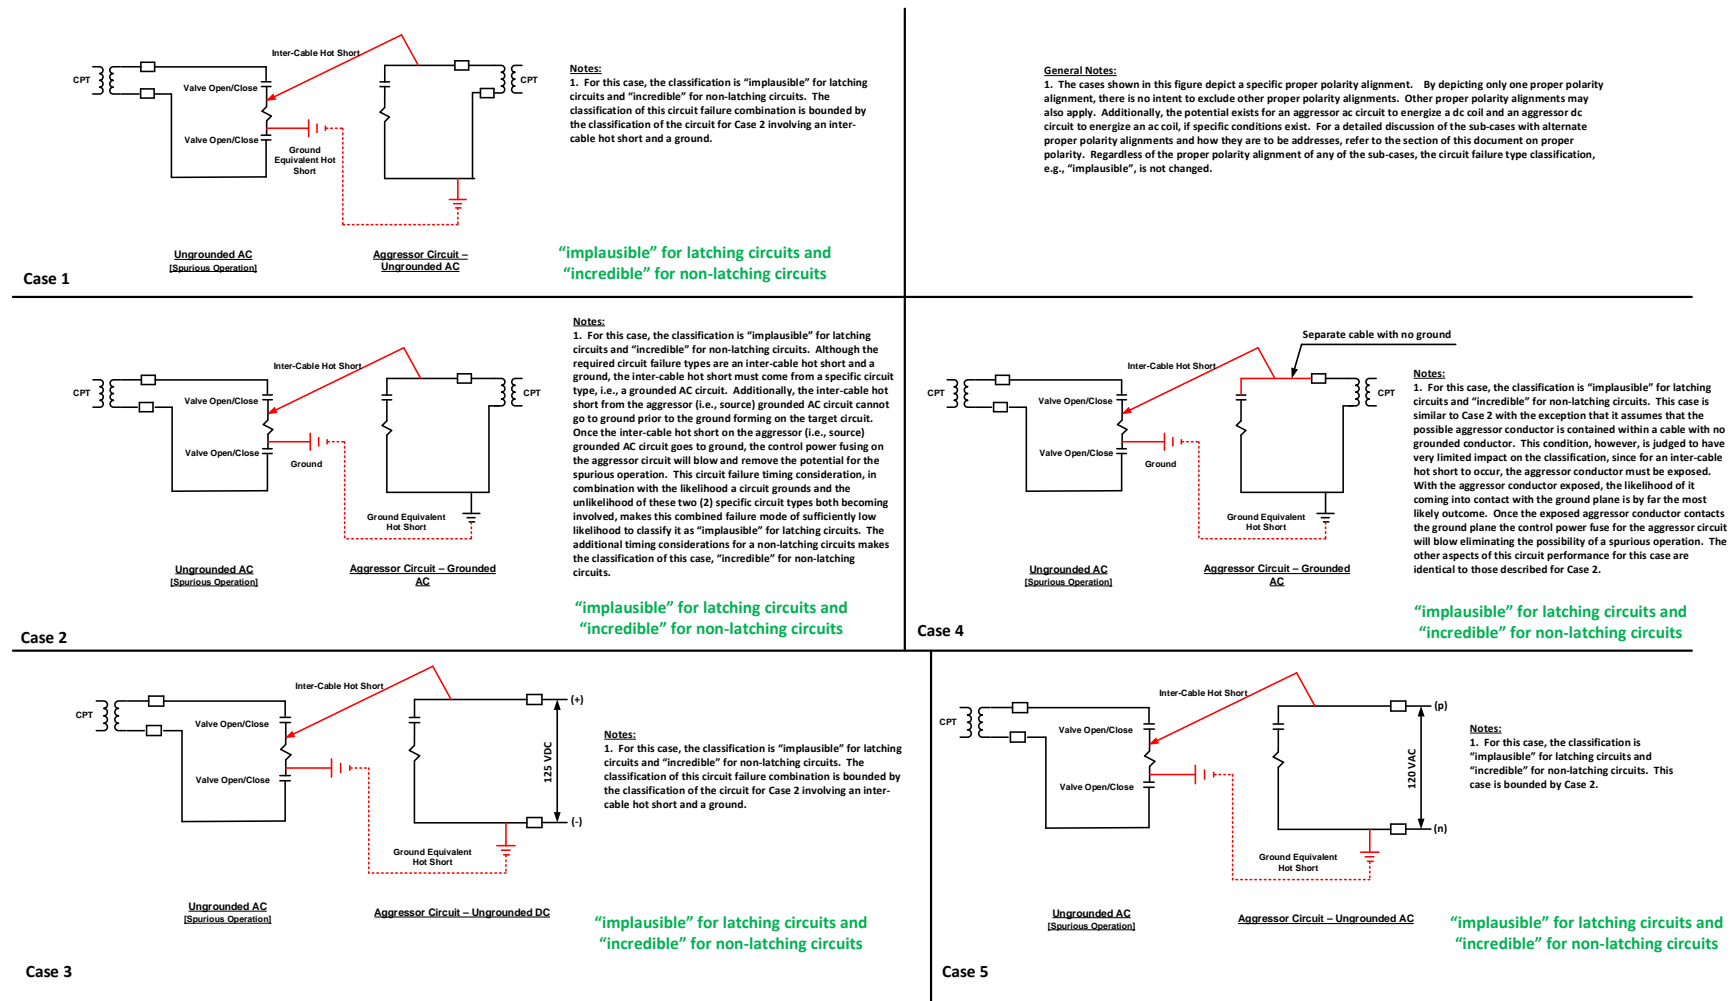 Inter-Cable Hot Short
CPT
CPT
Valve Open/Close
Valve Open/Close
Ground
Equivalent Hot
Short
Ungrounded AC
[Spurious Operation]
Aggressor Circuit –
Ungrounded AC
Notes:
1.  For this case, the classification is “implausible” for latching
circuits and “incredible” for non-latching circuits.  The
classification of this circuit failure combination is bounded by
the classification of the circuit for Case 2 involving an inter-
cable hot short and a ground.
“implausible” for latching circuits and
“incredible” for non-latching circuits
Case 1
General Notes:
1.  The cases shown in this figure depict a specific proper polarity alignment.    By depicting only one proper polarity
alignment, there is no intent to exclude other proper polarity alignments.  Other proper polarity alignments may
also apply.  Additionally, the potential exists for an aggressor ac circuit to energize a dc coil and an aggressor dc
circuit to energize an ac coil, if specific conditions exist.  For a detailed discussion of the sub-cases with alternate
proper polarity alignments and how they are to be addresses, refer to the section of this document on proper
polarity.  Regardless of the proper polarity alignment of any of the sub-cases, the circuit failure type classification,
e.g., “implausible”, is not changed.
Inter-Cable Hot Short
CPT
CPT
Valve Open/Close
Valve Open/Close
Ground
Ground Equivalent
Hot Short
Ungrounded AC
[Spurious Operation]
Aggressor Circuit – Grounded
AC
Notes:
1.  For this case, the classification is “implausible” for latching
circuits and “incredible” for non-latching circuits.  Although the
required circuit failure types are an inter-cable hot short and a
ground, the inter-cable hot short must come from a specific circuit
type, i.e., a grounded AC circuit.  Additionally, the inter-cable hot
short from the aggressor (i.e., source) grounded AC circuit cannot
go to ground prior to the ground forming on the target circuit.
Once the inter-cable hot short on the aggressor (i.e., source)
grounded AC circuit goes to ground, the control power fusing on
the aggressor circuit will blow and remove the potential for the
spurious operation.  This circuit failure timing consideration, in
combination with the likelihood a circuit grounds and the
unlikelihood of these two (2) specific circuit types both becoming
involved, makes this combined failure mode of sufficiently low
likelihood to classify it as “implausible” for latching circuits.  The
additional timing considerations for a non-latching circuits makes
the classification of this case, “incredible” for non-latching
circuits.
“implausible” for latching circuits and
“incredible” for non-latching circuits
Case 2
Separate cable with no ground
Inter-Cable Hot Short
CPT
CPT
Valve Open/Close
Valve Open/Close
Ground
Ground Equivalent
Hot Short
Ungrounded AC
[Spurious Operation]
Aggressor Circuit – Grounded
AC
Notes:
1.  For this case, the classification is “implausible” for latching
circuits and “incredible” for non-latching circuits.  This case is
similar to Case 2 with the exception that it assumes that the
possible aggressor conductor is contained within a cable with no
grounded conductor.  This condition, however, is judged to have
very limited impact on the classification, since for an inter-cable
hot short to occur, the aggressor conductor must be exposed.
With the aggressor conductor exposed, the likelihood of it
coming into contact with the ground plane is by far the most
likely outcome.  Once the exposed aggressor conductor contacts
the ground plane the control power fuse for the aggressor circuit
will blow eliminating the possibility of a spurious operation.  The
other aspects of this circuit performance for this case are
identical to those described for Case 2.
“implausible” for latching circuits and
“incredible” for non-latching circuits
Case 4
Inter-Cable Hot Short
CPT
Valve Open/Close
Valve Open/Close
(+)
125 VDC
(-)
Ground Equivalent
Hot Short
Ungrounded AC
[Spurious Operation]
Aggressor Circuit – Ungrounded DC
Notes:
1.  For this case, the classification is “implausible” for latching
circuits and “incredible” for non-latching circuits.  The
classification of this circuit failure combination is bounded by
the classification of the circuit for Case 2 involving an inter-
cable hot short and a ground.
“implausible” for latching circuits and
“incredible” for non-latching circuits
Case 3
Inter-Cable Hot Short
CPT
Valve Open/Close
Valve Open/Close
(p)
120 VAC
(n)
Ground Equivalent
Hot Short
Ungrounded AC
[Spurious Operation]
Aggressor Circuit – Ungrounded AC
Notes:
1.  For this case, the classification is
“implausible” for latching circuits and
“incredible” for non-latching circuits.  This
case is bounded by Case 2.
“implausible” for latching circuits and
“incredible” for non-latching circuits
Case 5